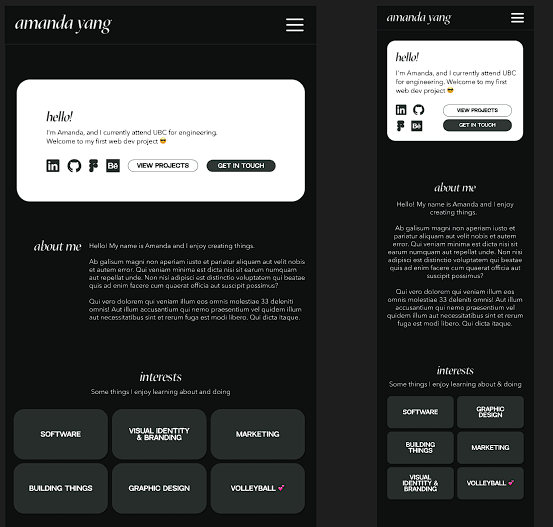 amanda yang
hello!
I'm Amanda, and I currently attend UBC for engineering.
Welcome to my first web dev project 😎
VIEW PROJECTS
GET IN TOUCH
about me
Hello! My name is Amanda and I enjoy creating things.
Ab galisum magni non aperiam iusto et pariatur aliquam aut velit nobis
et autem error. Qui veniam minima est dicta nisi sit earum numquam
aut repellat unde. Nam cumque adipisci est distinctio voluptatem qui beatae
quis ad enim facere cum quaerat officia aut suscipit possimus?
Qui vero dolorem qui veniam illum eos omnis molestiae 33 deleniti
omnis! Aut illum accusantium qui nemo praesentium vel quidem illum
aut necessitatibus sint et rerum fuga est modi libero. Qui dicta itaque.
interests
Some things I enjoy learning about and doing
SOFTWARE
VISUAL IDENTITY
& BRANDING
MARKETING
BUILDING THINGS
GRAPHIC DESIGN
VOLLEYBALL 💕
amanda yang
hello!
I'm Amanda, and I currently attend UBC
for engineering. Welcome to my first
web dev project 😎
VIEW PROJECTS
GET IN TOUCH
about me
Hello! My name is Amanda and I enjoy
creating things.
Ab galisum magni non aperiam iusto et
pariatur aliquam aut velit nobis et autem
error. Qui veniam minima est dicta nisi sit
earum numquam aut repellat unde. Nam cumque
adipisci est distinctio voluptatem qui beatae
quis ad enim facere cum quaerat officia aut
suscipit possimus?
Qui vero dolorem qui veniam illum eos
omnis molestiae 33 deleniti omnis! Aut illum
accusantium qui nemo praesentium vel
quidem illum aut necessitatibus sint et rerum
fuga est modi libero. Qui dicta itaque.
interests
Some things I enjoy learning about & doing
SOFTWARE
GRAPHIC
DESIGN
BUILDING
THINGS
MARKETING
VISUAL
IDENTITY &
BRANDING
VOLLEYBALL 💕